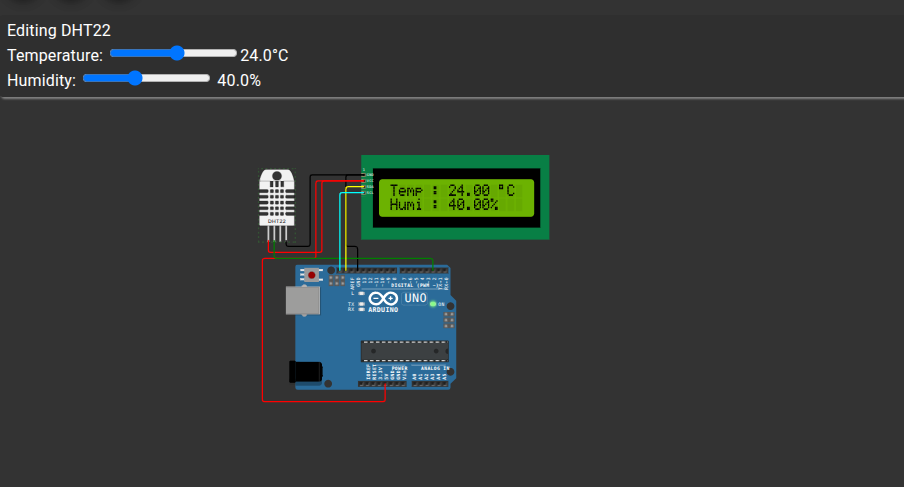 Editing DHT22
Temperature: 24.0°C
Humidity: 40.0%
Temp : 24.00 °C
Humi : 40.00%
DHT22
DIGITAL (PWM ~)
L
TX
RX
UNO
ON
ARDUINO
POWER ANALOG IN